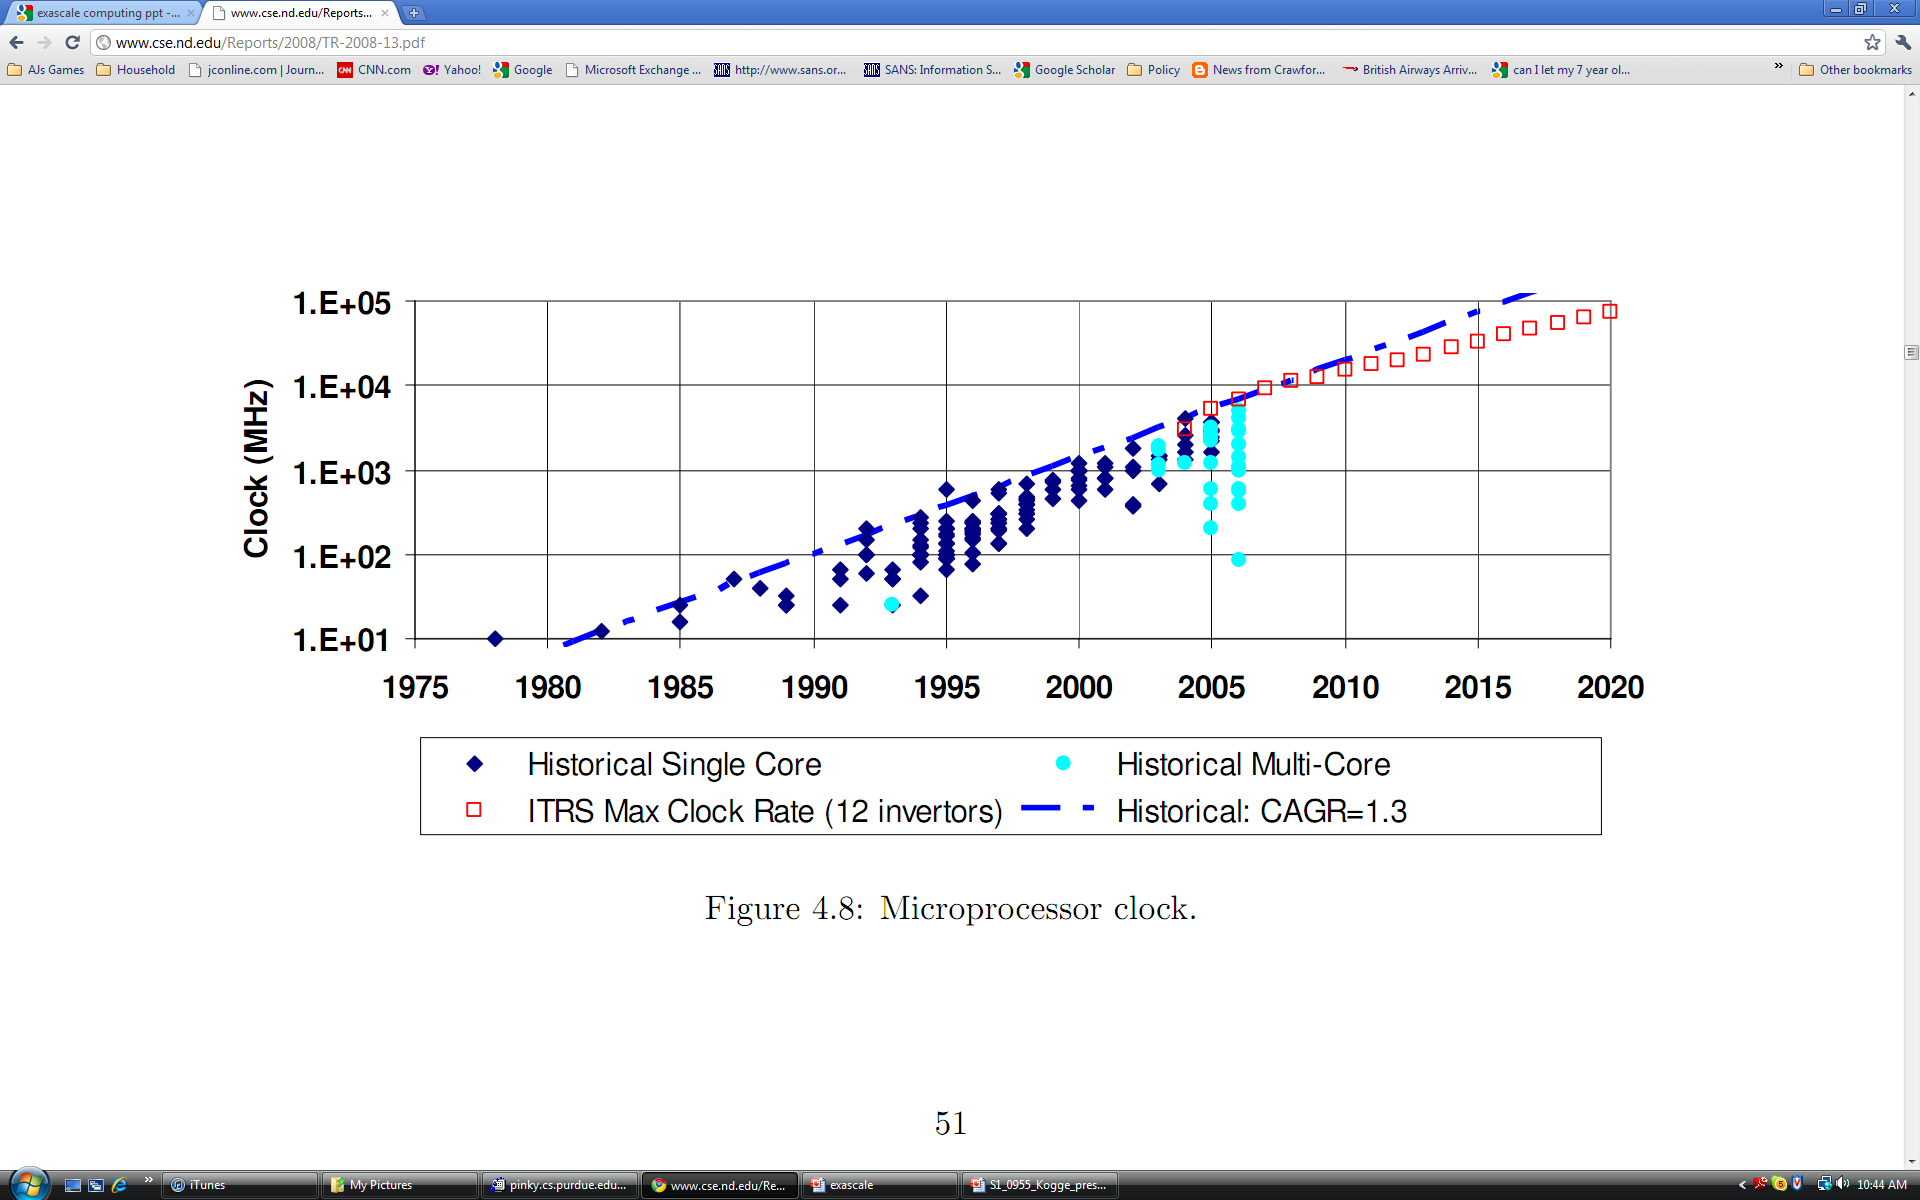 exascale computing ppt -...
www.cse.nd.edu/Reports...
www.cse.nd.edu/Reports/2008/TR-2008-13.pdf
AJs Games Household jconline.com | Journ... CNN.com Yahoo! Google Microsoft Exchange ... http://www.sans.or... SANS: Information S... Google Scholar Policy News from Crawfor... British Airways Arriv... can I let my 7 year ol... » Other bookmarks
Clock (MHz)
1.E+05
1.E+04
1.E+03
1.E+02
1.E+01
1975 1980 1985 1990 1995 2000 2005 2010 2015 2020
Historical Single Core Historical Multi-Core
ITRS Max Clock Rate (12 invertors) Historical: CAGR=1.3
Figure 4.8: Microprocessor clock.
51
» iTunes My Pictures pinky.cs.purdue.edu... www.cse.nd.edu/Re... exascale S1_0955_Kogge_pres... < 10:44 AM